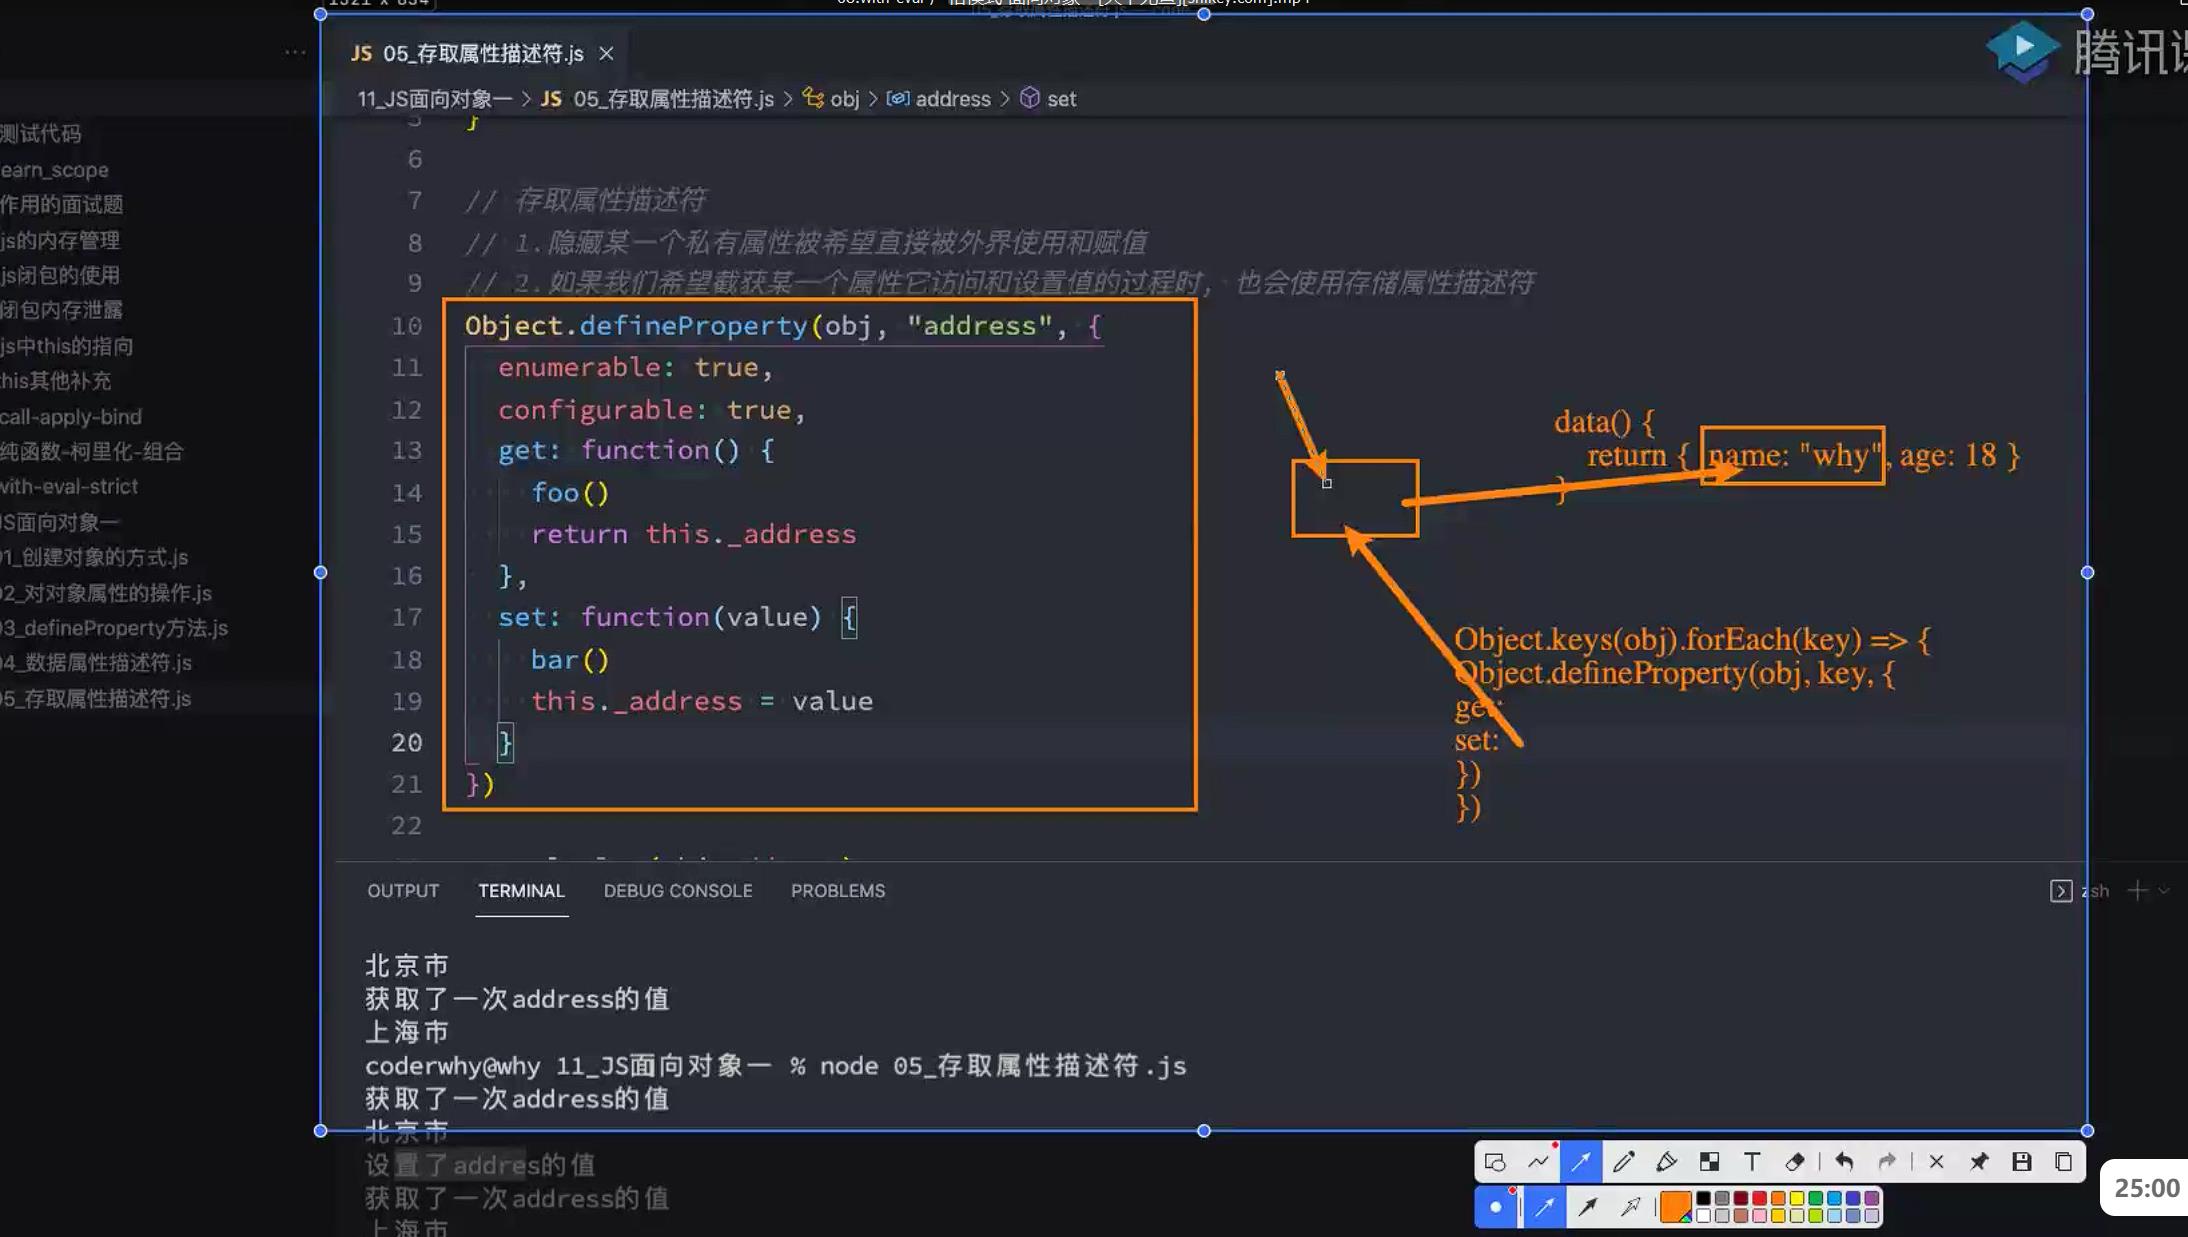 JS 05_存取属性描述符.js ×
腾讯课
11_JS面向对象一 > JS 05_存取属性描述符.js > obj > address > set
测试代码
earn_scope
作用的面试题
js的内存管理
js闭包的使用
闭包内存泄露
js中this的指向
his其他补充
call-apply-bind
纯函数-柯里化-组合
with-eval-strict
JS面向对象一
01_创建对象的方式.js
02_对对象属性的操作.js
03_defineProperty方法.js
04_数据属性描述符.js
05_存取属性描述符.js
5 }
6
7 // 存取属性描述符
8 // 1.隐藏某一个私有属性被希望直接被外界使用和赋值
9 // 2.如果我们希望截获某一个属性它访问和设置值的过程时, 也会使用存储属性描述符
10 Object.defineProperty(obj, "address", {
11 enumerable: true,
12 configurable: true,
13 get: function() {
14 foo()
15 return this._address
16 },
17 set: function(value) {
18 bar()
19 this._address = value
20 }
21 })
22
data() {
return { name: "why", age: 18 }
}
Object.keys(obj).forEach(key) => {
Object.defineProperty(obj, key, {
get:
set:
})
})
OUTPUT TERMINAL DEBUG CONSOLE PROBLEMS
zsh
北京市
获取了一次address的值
上海市
coderwhy@why 11_JS面向对象一 % node 05_存取属性描述符.js
获取了一次address的值
北京市
设置了addres的值
获取了一次address的值
上海市
25:00